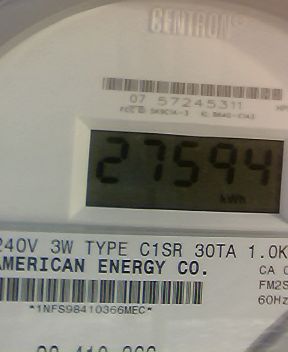 CENTRON®
07 57245311
27594
kWh
240V 3W TYPE C1SR 30TA 1.0K
AMERICAN ENERGY CO.
CA 0
FM2S
60Hz
*1NFS98410366MEC*